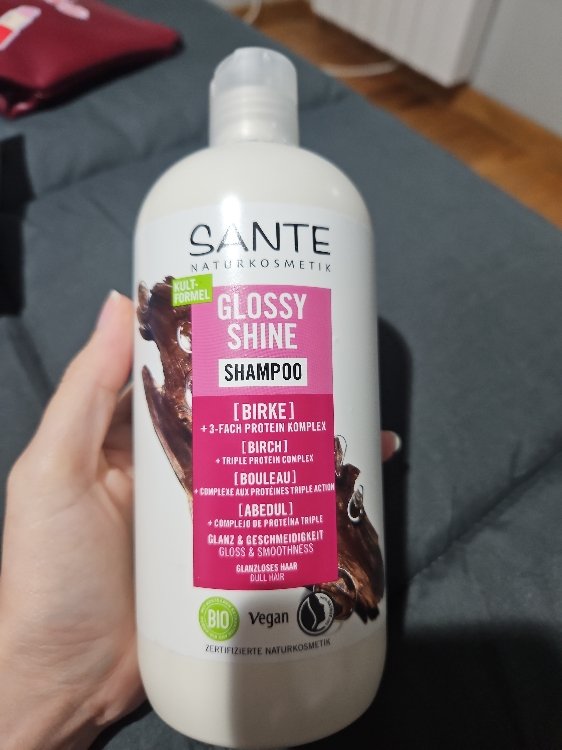 SANTE
NATURKOSMETIK
KULT-
FORMEL
GLOSSY
SHINE
SHAMPOO
[BIRKE]
+ 3-FACH PROTEIN KOMPLEX
[BIRCH]
+ TRIPLE PROTEIN COMPLEX
[BOULEAU]
+ COMPLEXE AUX PROTÉINES TRIPLE ACTION
[ABEDUL]
+ COMPLEJO DE PROTEÍNA TRIPLE
GLANZ & GESCHMEIDIGKEIT
GLOSS & SMOOTHNESS
GLANZLOSES HAAR
DULL HAIR
BIO
Vegan
ZERTIFIZIERTE NATURKOSMETIK